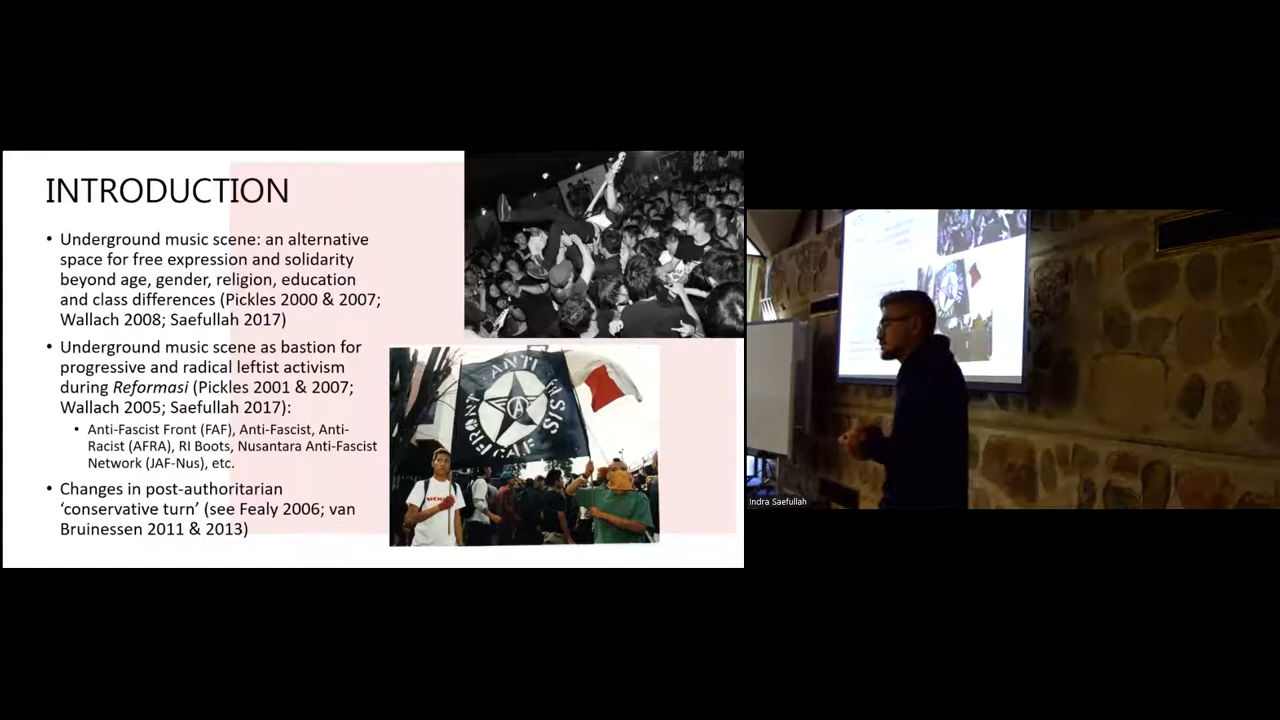 INTRODUCTION
• Underground music scene: an alternative
space for free expression and solidarity
beyond age, gender, religion, education
and class differences (Pickles 2000 & 2007;
Wallach 2008; Saefullah 2017)
• Underground music scene as bastion for
progressive and radical leftist activism
during Reformasi (Pickles 2001 & 2007;
Wallach 2005; Saefullah 2017):
• Anti-Fascist Front (FAF), Anti-Fascist, Anti-
Racist (AFRA), RI Boots, Nusantara Anti-Fascist
Network (JAF-Nus), etc.
• Changes in post-authoritarian
‘conservative turn’ (see Fealy 2006; van
Bruinessen 2011 & 2013)
FRONT ANTI FASIS
Indra Saefullah